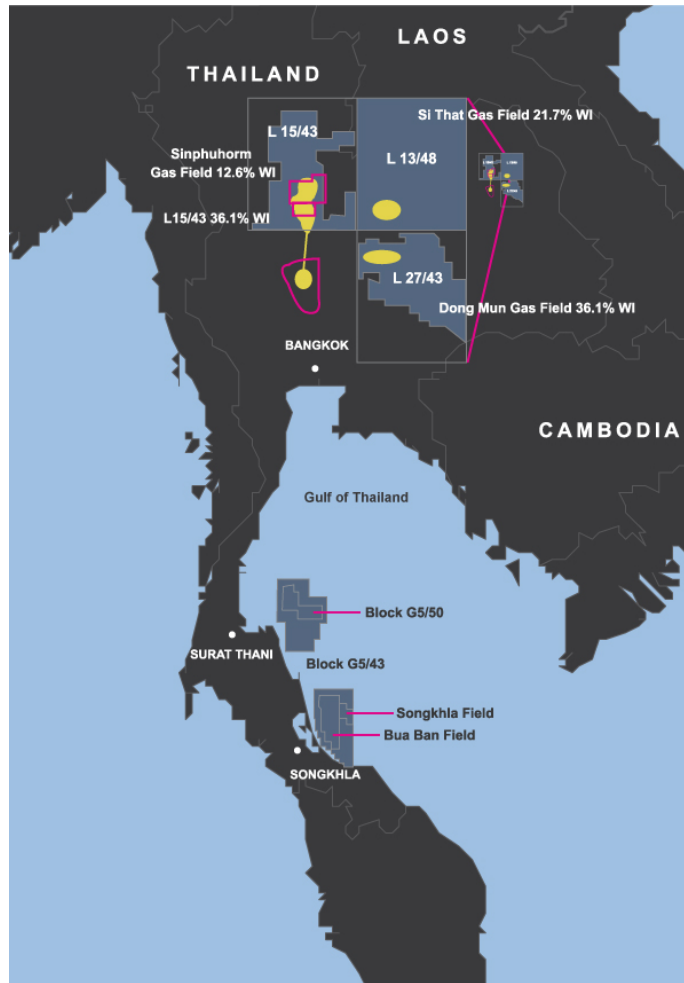 LAOS
THAILAND
Si That Gas Field 21.7% WI
L 15/43
Sinphuhorm
Gas Field 12.6% WI
L 13/48
L15/43 36.1% WI
L 27/43
Dong Mun Gas Field 36.1% WI
BANGKOK
CAMBODIA
Gulf of Thailand
Block G5/50
SURAT THANI
Block G5/43
Songkhla Field
Bua Ban Field
SONGKHLA